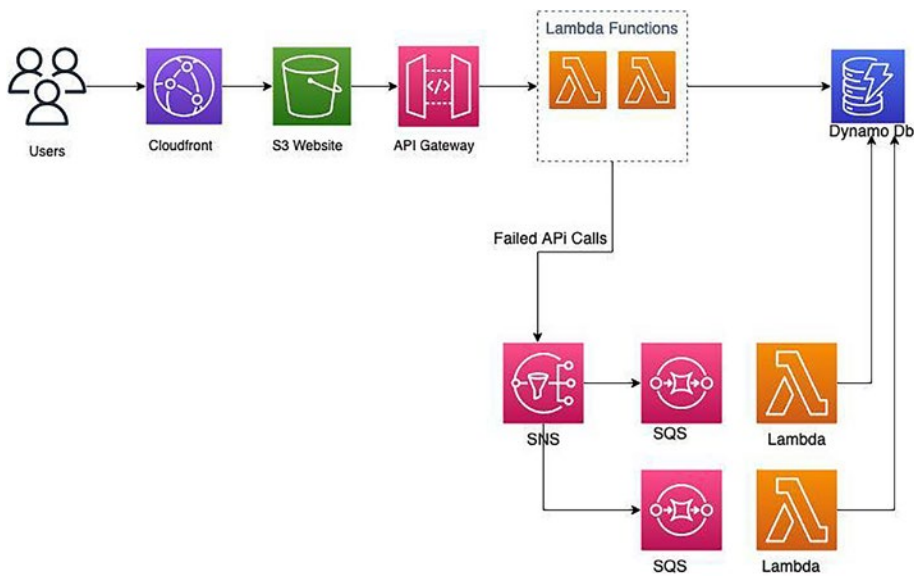 Lambda Functions
Users
Cloudfront
S3 Website
API Gateway
Dynamo Db
Failed APi Calls
SNS
SQS
Lambda
SQS
Lambda